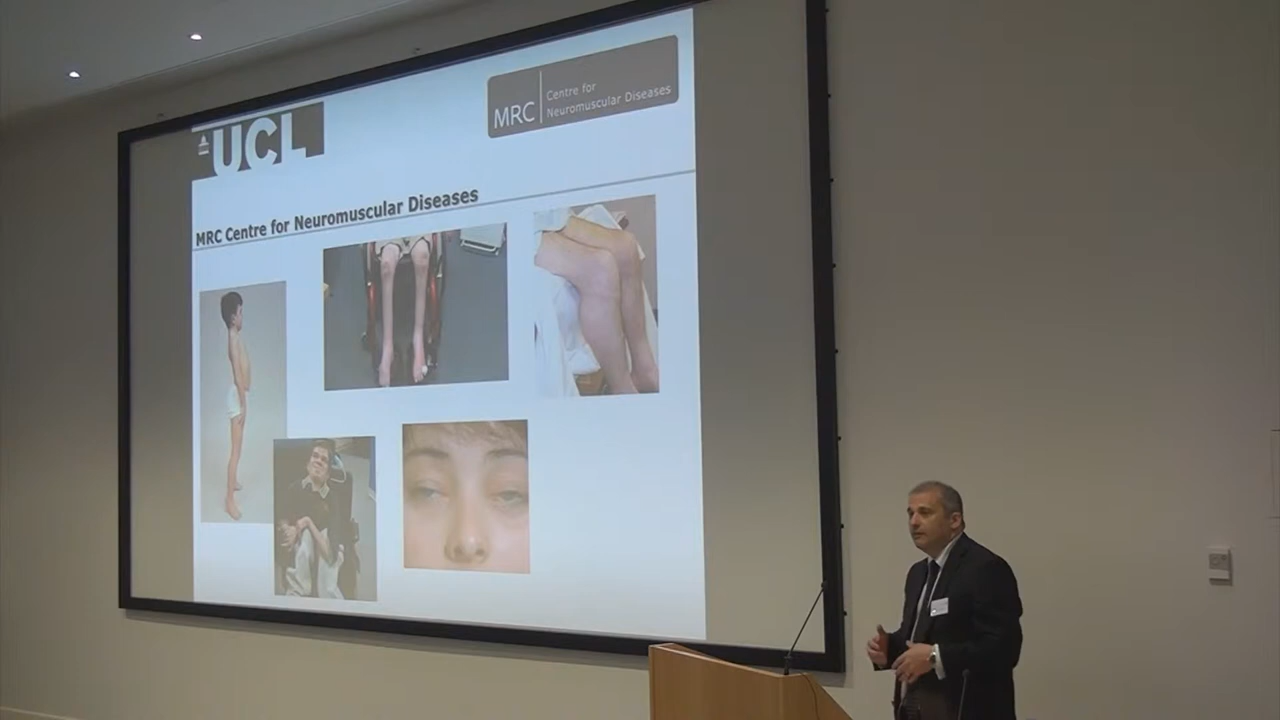 UCL
MRC
Centre for
Neuromuscular Diseases
MRC Centre for Neuromuscular Diseases